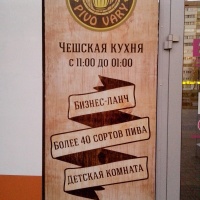 PIVO VARY
ЧЕШСКАЯ КУХНЯ
С 11:00 ДО 01:00
БИЗНЕС-ЛАНЧ
БОЛЕЕ 40 СОРТОВ ПИВА
ДЕТСКАЯ КОМНАТА